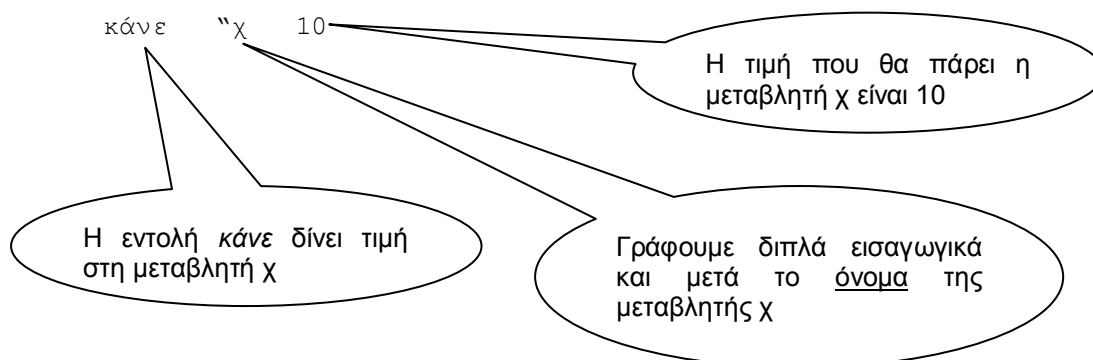 κάνε “χ 10
Η τιμή που θα πάρει η
μεταβλητή χ είναι 10
Η εντολή κάνε δίνει τιμή
στη μεταβλητή χ
Γράφουμε διπλά εισαγωγικά
και μετά το όνομα της
μεταβλητής χ